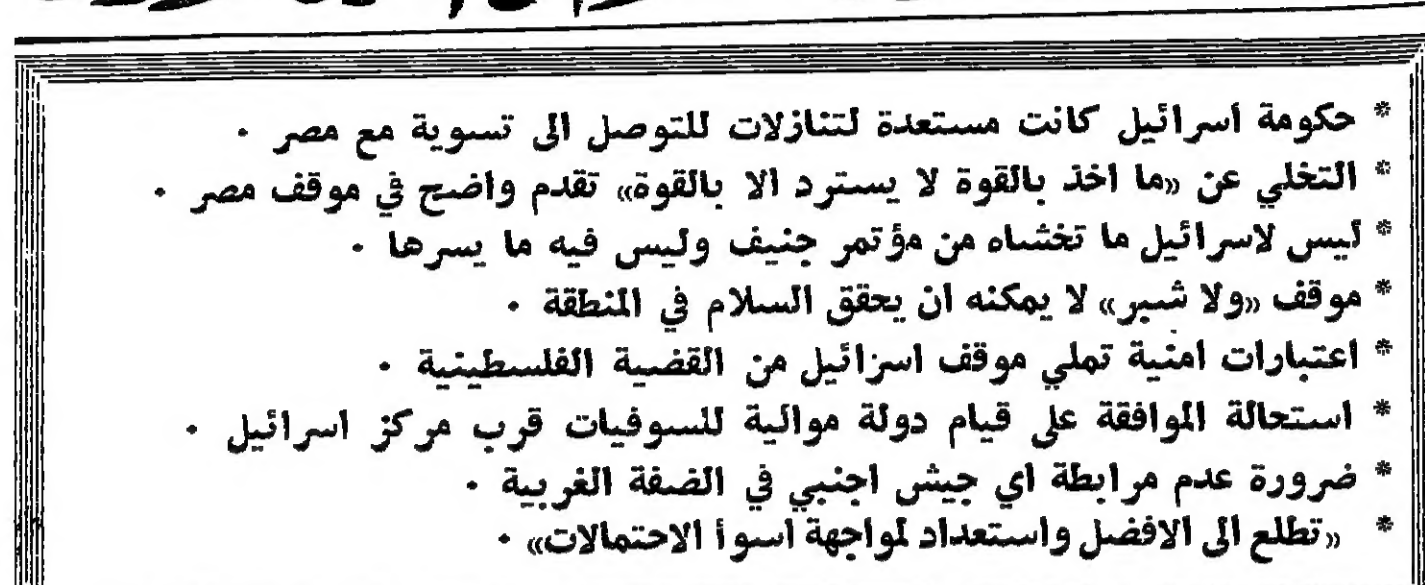 * حكومة اسرائيل كانت مستعدة لتنازلات للتوصل الى تسوية مع مصر .
* التخلي عن «ما اخذ بالقوة لا يسترد الا بالقوة» تقدم واضح في موقف مصر .
* ليس لاسرائيل ما تخشاه من مؤتمر جنيف وليس فيه ما يسرها .
* موقف «ولا شبر» لا يمكنه ان يحقق السلام في المنطقة .
* اعتبارات امنية تملي موقف اسرائيل من القضية الفلسطينية .
* استحالة الموافقة على قيام دولة موالية للسوفيات قرب مركز اسرائيل .
* ضرورة عدم مرابطة اي جيش اجنبي في الضفة الغربية .
* «تطلع الى الافضل واستعداد لمواجهة اسوأ الاحتمالات» .